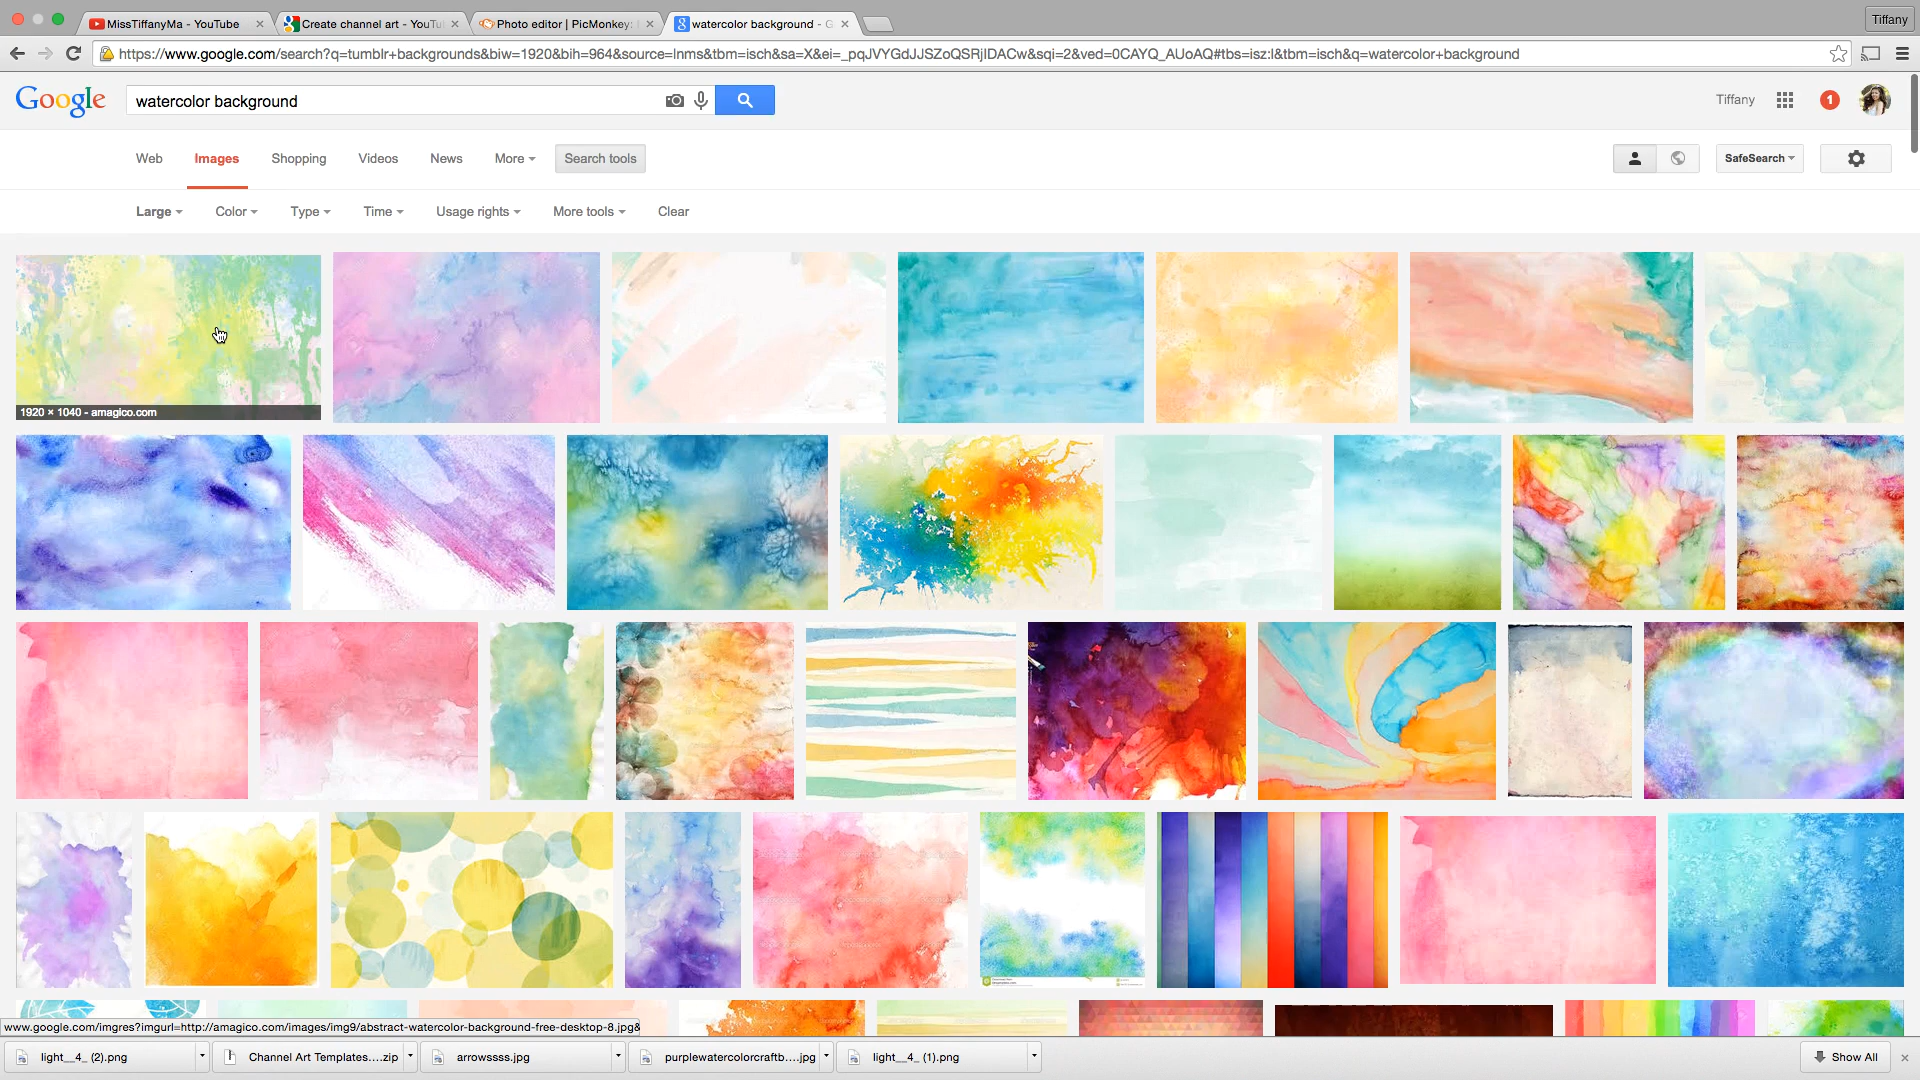 MissTiffanyMa - YouTube
Create channel art - YouTu
Photo editor | PicMonkey:
watercolor background - G
Tiffany
https://www.google.com/search?q=tumblr+backgrounds&biw=1920&bih=964&source=lnms&tbm=isch&sa=X&ei=_pqJVYGdJJSZoQSRjIDACw&sqi=2&ved=0CAYQ_AUoAQ#tbs=isz:l&tbm=isch&q=watercolor+background
Google
watercolor background
Tiffany
1
Web Images Shopping Videos News More Search tools
SafeSearch
Large Color Type Time Usage rights More tools Clear
1920 × 1040 - amagico.com
www.google.com/imgres?imgurl=http://amagico.com/images/img9/abstract-watercolor-background-free-desktop-8.jpg&
light__4_ (2).png
Channel Art Templates....zip
arrowssss.jpg
purplewatercolorcraftb....jpg
light__4_ (1).png
Show All